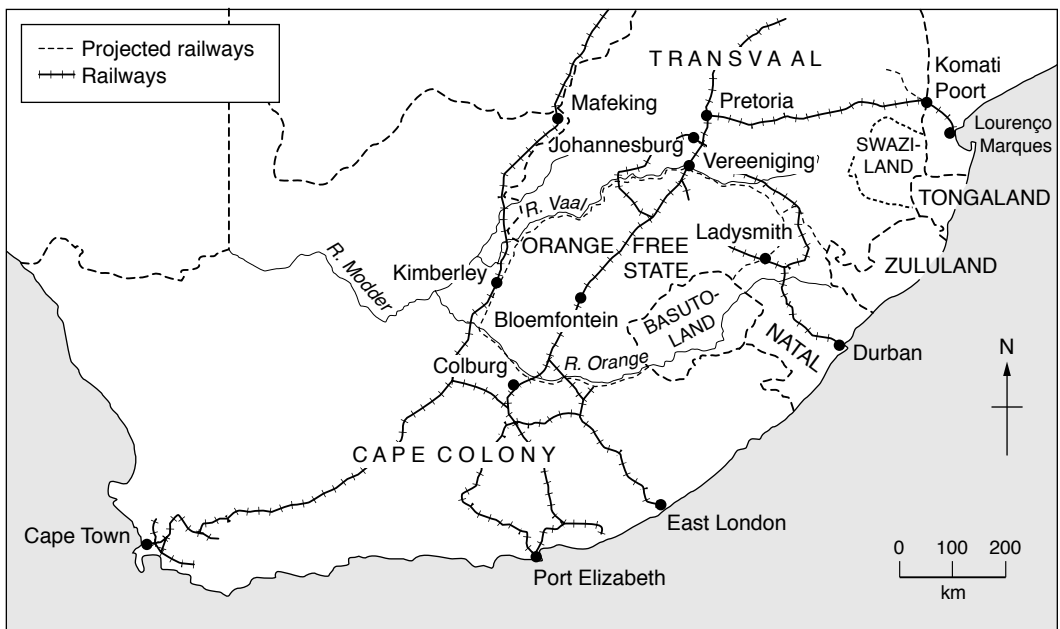 Projected railways
Railways
TRANSVAAL
Komati
Poort
Mafeking
Pretoria
Lourenço
Marques
Johannesburg
Vereeniging
SWAZI-
LAND
TONGALAND
R. Vaal
ORANGE FREE
STATE
Ladysmith
R. Modder
Kimberley
ZULULAND
Bloemfontein
BASUTO-
LAND
NATAL
Durban
R. Orange
Colburg
N
CAPE COLONY
East London
Cape Town
Port Elizabeth
0 100 200
km